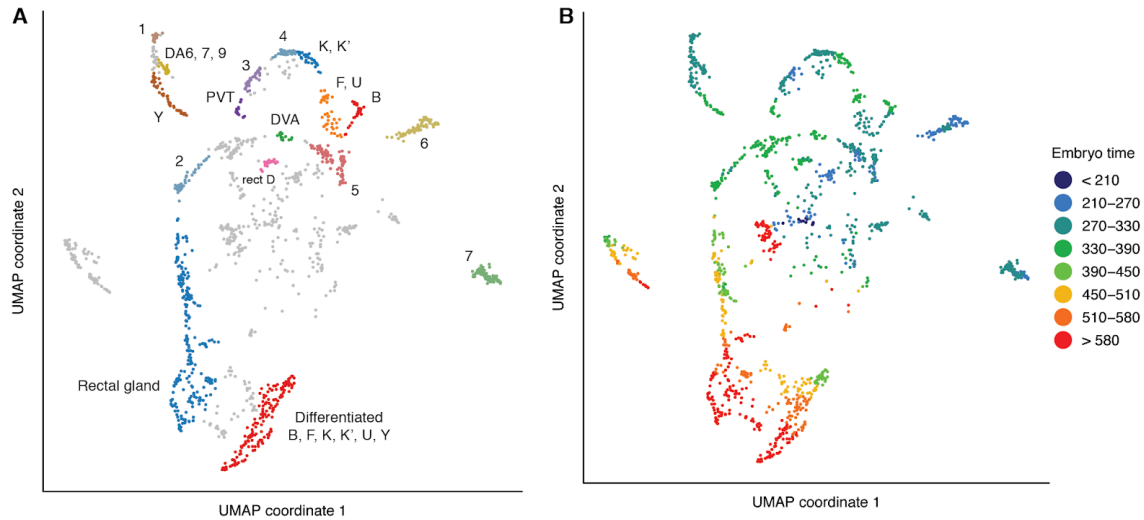 A
1
DA6, 7, 9
Y
4
K, K’
3
PVT
F, U
B
DVA
6
2
rect D
5
7
Rectal gland
Differentiated
B, F, K, K’, U, Y
UMAP coordinate 2
UMAP coordinate 1
B
UMAP coordinate 2
UMAP coordinate 1
Embryo time
< 210
210–270
270–330
330–390
390–450
450–510
510–580
> 580